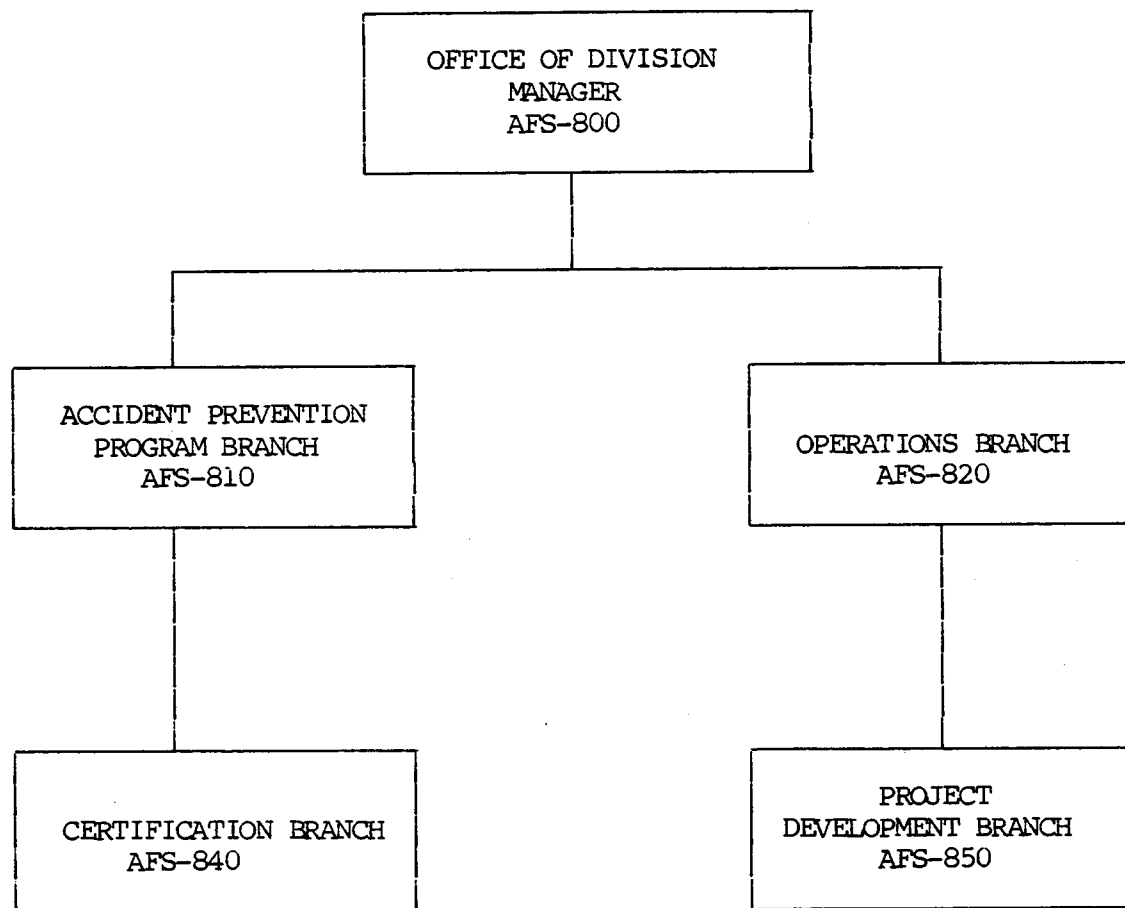 OFFICE OF DIVISION
MANAGER
AFS-800
ACCIDENT PREVENTION
PROGRAM BRANCH
AFS-810
OPERATIONS BRANCH
AFS-820
CERTIFICATION BRANCH
AFS-840
PROJECT
DEVELOPMENT BRANCH
AFS-850